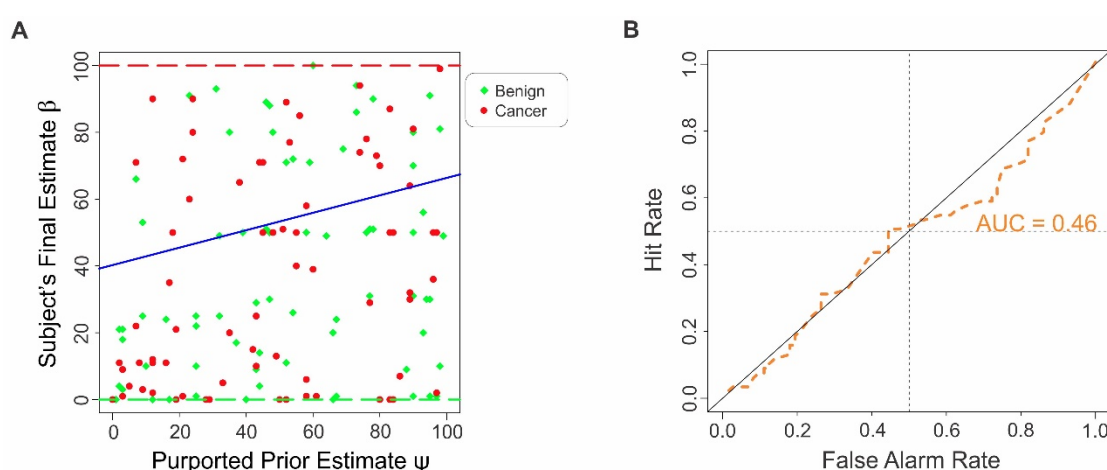 A
Subject's Final Estimate β
100
80
60
40
20
0
0 20 40 60 80 100
Purported Prior Estimate ψ
Benign
Cancer
B
Hit Rate
1.0
0.8
0.6
0.4
0.2
0.0
AUC = 0.46
0.0 0.2 0.4 0.6 0.8 1.0
False Alarm Rate